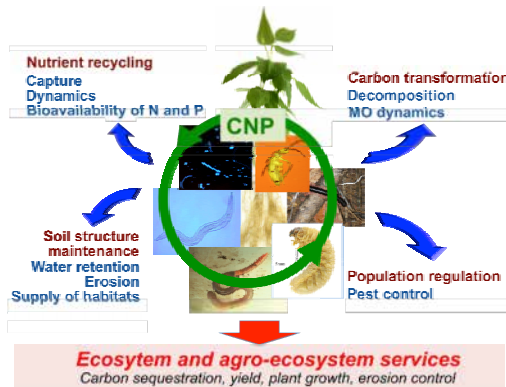 Nutrient recycling
Capture
Dynamics
Bioavailability of N and P
Carbon transformation
Decomposition
MO dynamics
CNP
Soil structure
maintenance
Water retention
Erosion
Supply of habitats
Population regulation
Pest control
Ecosytem and agro-ecosystem services
Carbon sequestration, yield, plant growth, erosion control